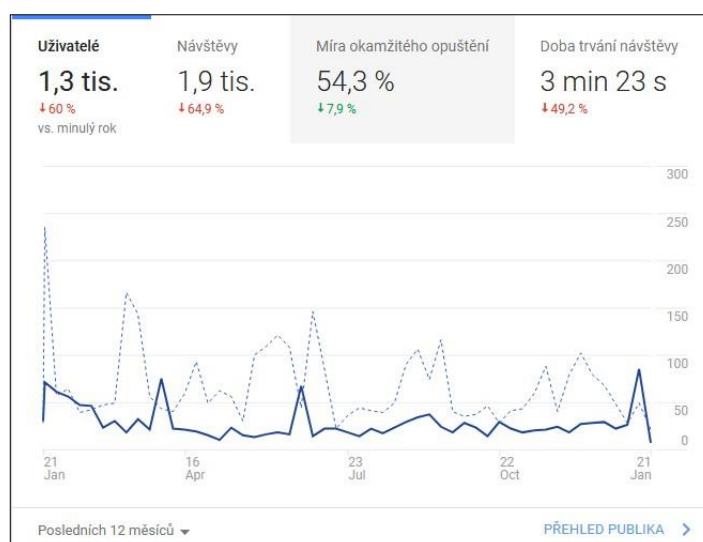 Uživatelé
1,3 tis.
↓60 %
vs. minulý rok
Návštěvy
1,9 tis.
↓64,9 %
Míra okamžitého opuštění
54,3 %
↓7,9 %
Doba trvání návštěvy
3 min 23 s
↓49,2 %
300
250
200
150
100
50
0
21
Jan
16
Apr
23
Jul
22
Oct
21
Jan
Posledních 12 měsíců
PŘEHLED PUBLIKA